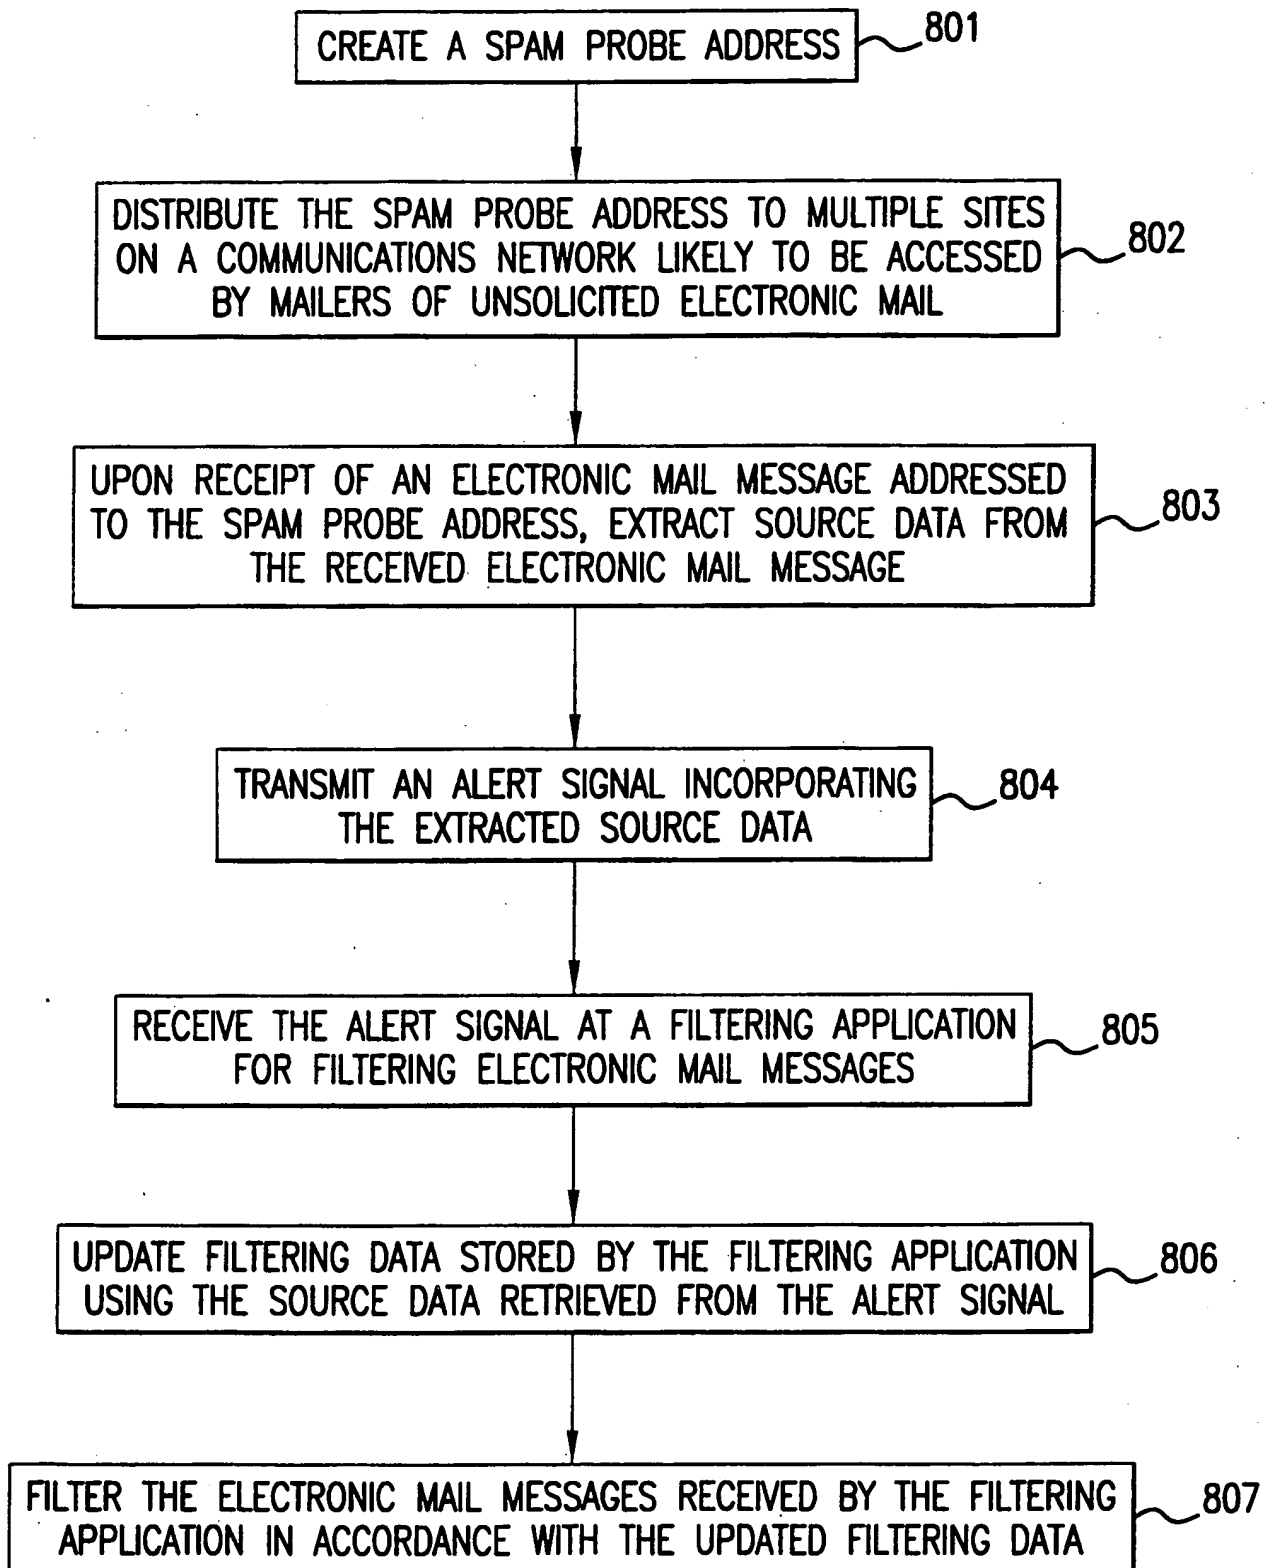 CREATE A SPAM PROBE ADDRESS
801
DISTRIBUTE THE SPAM PROBE ADDRESS TO MULTIPLE SITES
ON A COMMUNICATIONS NETWORK LIKELY TO BE ACCESSED
BY MAILERS OF UNSOLICITED ELECTRONIC MAIL
802
UPON RECEIPT OF AN ELECTRONIC MAIL MESSAGE ADDRESSED
TO THE SPAM PROBE ADDRESS, EXTRACT SOURCE DATA FROM
THE RECEIVED ELECTRONIC MAIL MESSAGE
803
TRANSMIT AN ALERT SIGNAL INCORPORATING
THE EXTRACTED SOURCE DATA
804
RECEIVE THE ALERT SIGNAL AT A FILTERING APPLICATION
FOR FILTERING ELECTRONIC MAIL MESSAGES
805
UPDATE FILTERING DATA STORED BY THE FILTERING APPLICATION
USING THE SOURCE DATA RETRIEVED FROM THE ALERT SIGNAL
806
FILTER THE ELECTRONIC MAIL MESSAGES RECEIVED BY THE FILTERING
APPLICATION IN ACCORDANCE WITH THE UPDATED FILTERING DATA
807